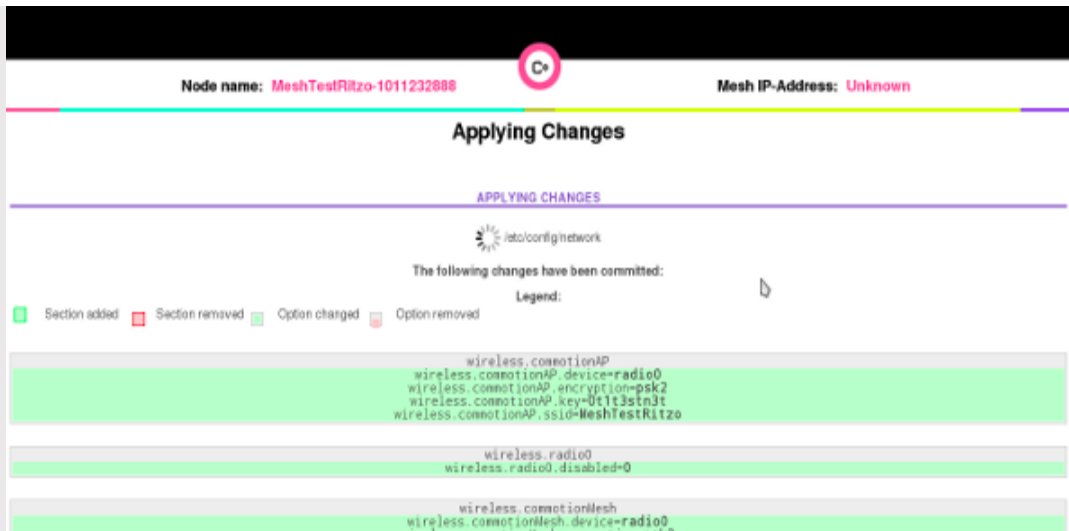 C•
Node name: MeshTestRitzo-1011232888 Mesh IP-Address: Unknown
Applying Changes
APPLYING CHANGES
/etc/config/network
The following changes have been committed:
Legend:
Section added Section removed Option changed Option removed
wireless.commotionAP
wireless.commotionAP.device=radio0
wireless.commotionAP.encryption=psk2
wireless.commotionAP.key=0t1t3stn3t
wireless.commotionAP.ssid=MeshTestRitzo
wireless.radio0
wireless.radio0.disabled=0
wireless.commotionMesh
wireless.commotionMesh.device=radio0